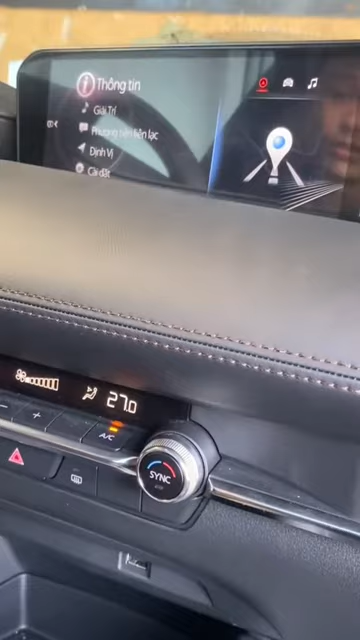 Thông tin
Giải Trí
Phương tiện liên lạc
Định Vị
Cài đặt
27.0
A/C
SYNC